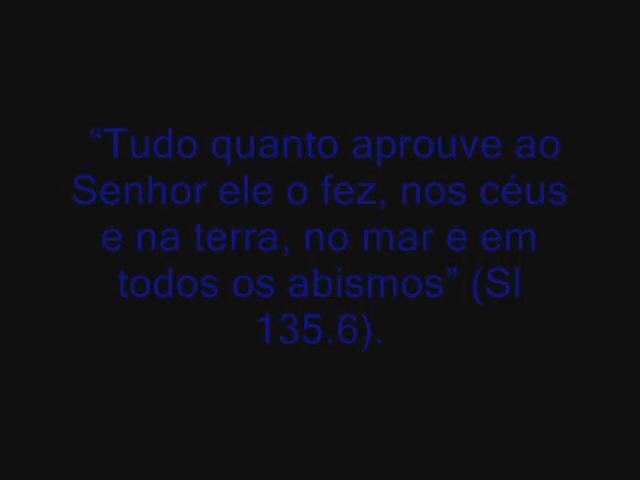 “Tudo quanto aprouve ao
Senhor ele o fez, nos céus
e na terra, no mar e em
todos os abismos” (Sl
135.6).